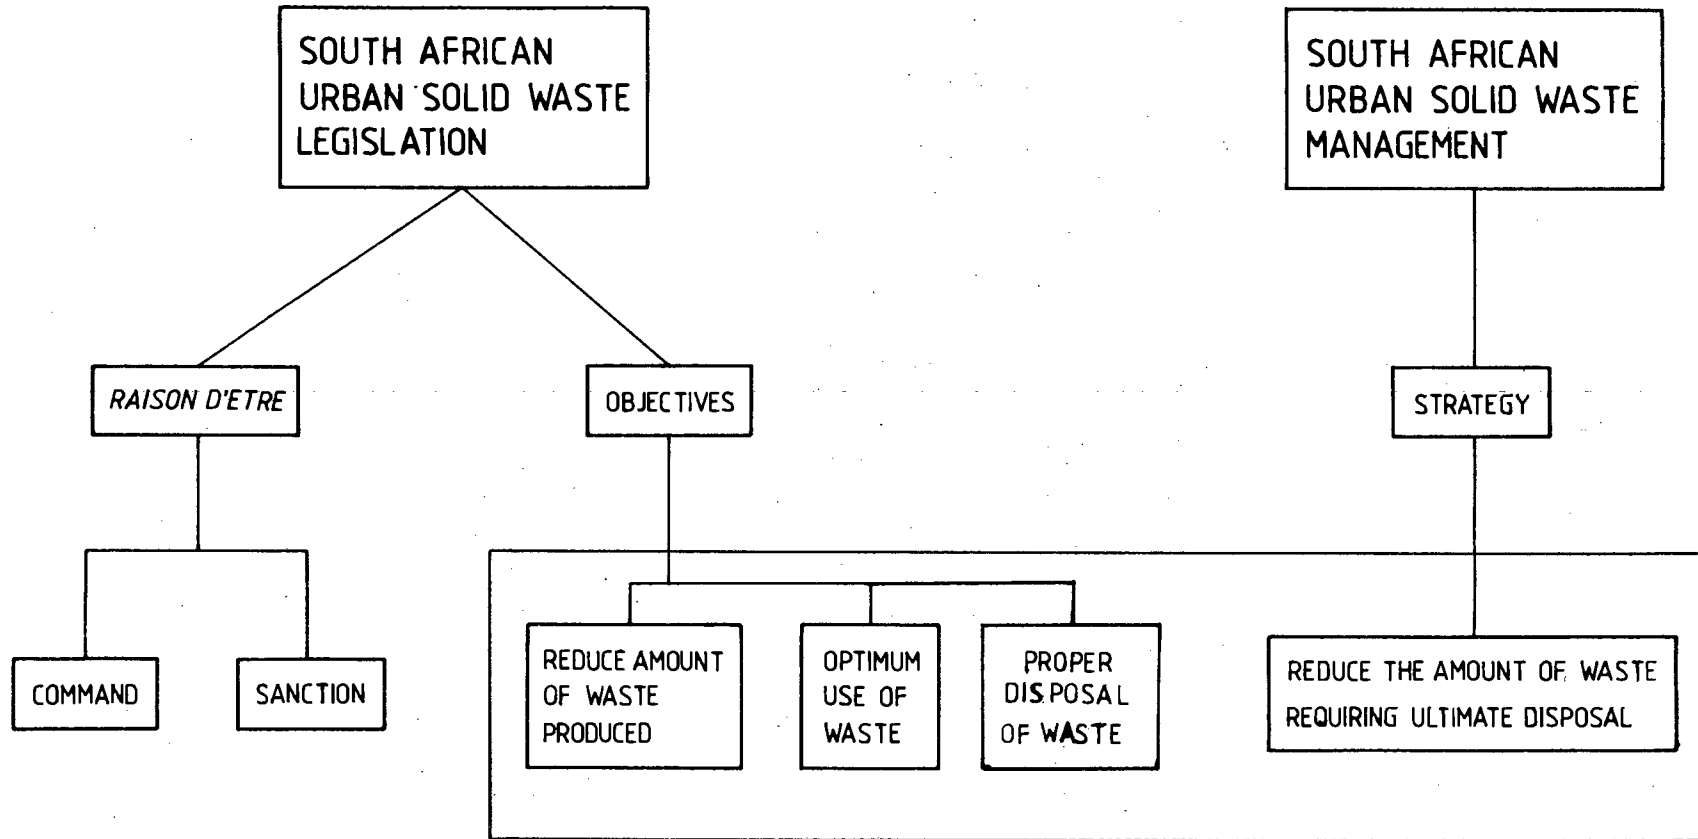 SOUTH AFRICAN
URBAN SOLID WASTE
LEGISLATION
SOUTH AFRICAN
URBAN SOLID WASTE
MANAGEMENT
RAISON D'ETRE
OBJECTIVES
STRATEGY
COMMAND
SANCTION
REDUCE AMOUNT
OF WASTE
PRODUCED
OPTIMUM
USE OF
WASTE
PROPER
DISPOSAL
OF WASTE
REDUCE THE AMOUNT OF WASTE
REQUIRING ULTIMATE DISPOSAL